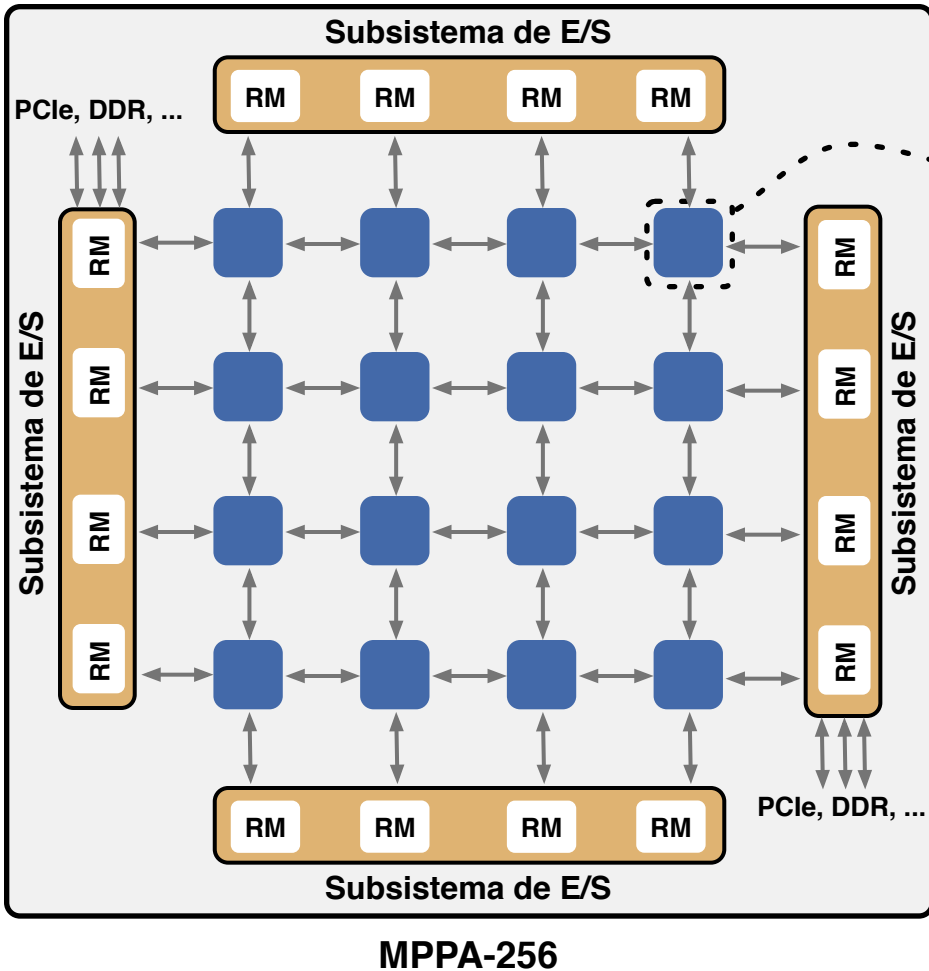 Subsistema de E/S
RM RM RM RM
PCIe, DDR, ...
Subsistema de E/S
RM
RM
RM
RM
RM
RM
RM
RM
Subsistema de E/S
PCIe, DDR, ...
RM RM RM RM
Subsistema de E/S
MPPA-256